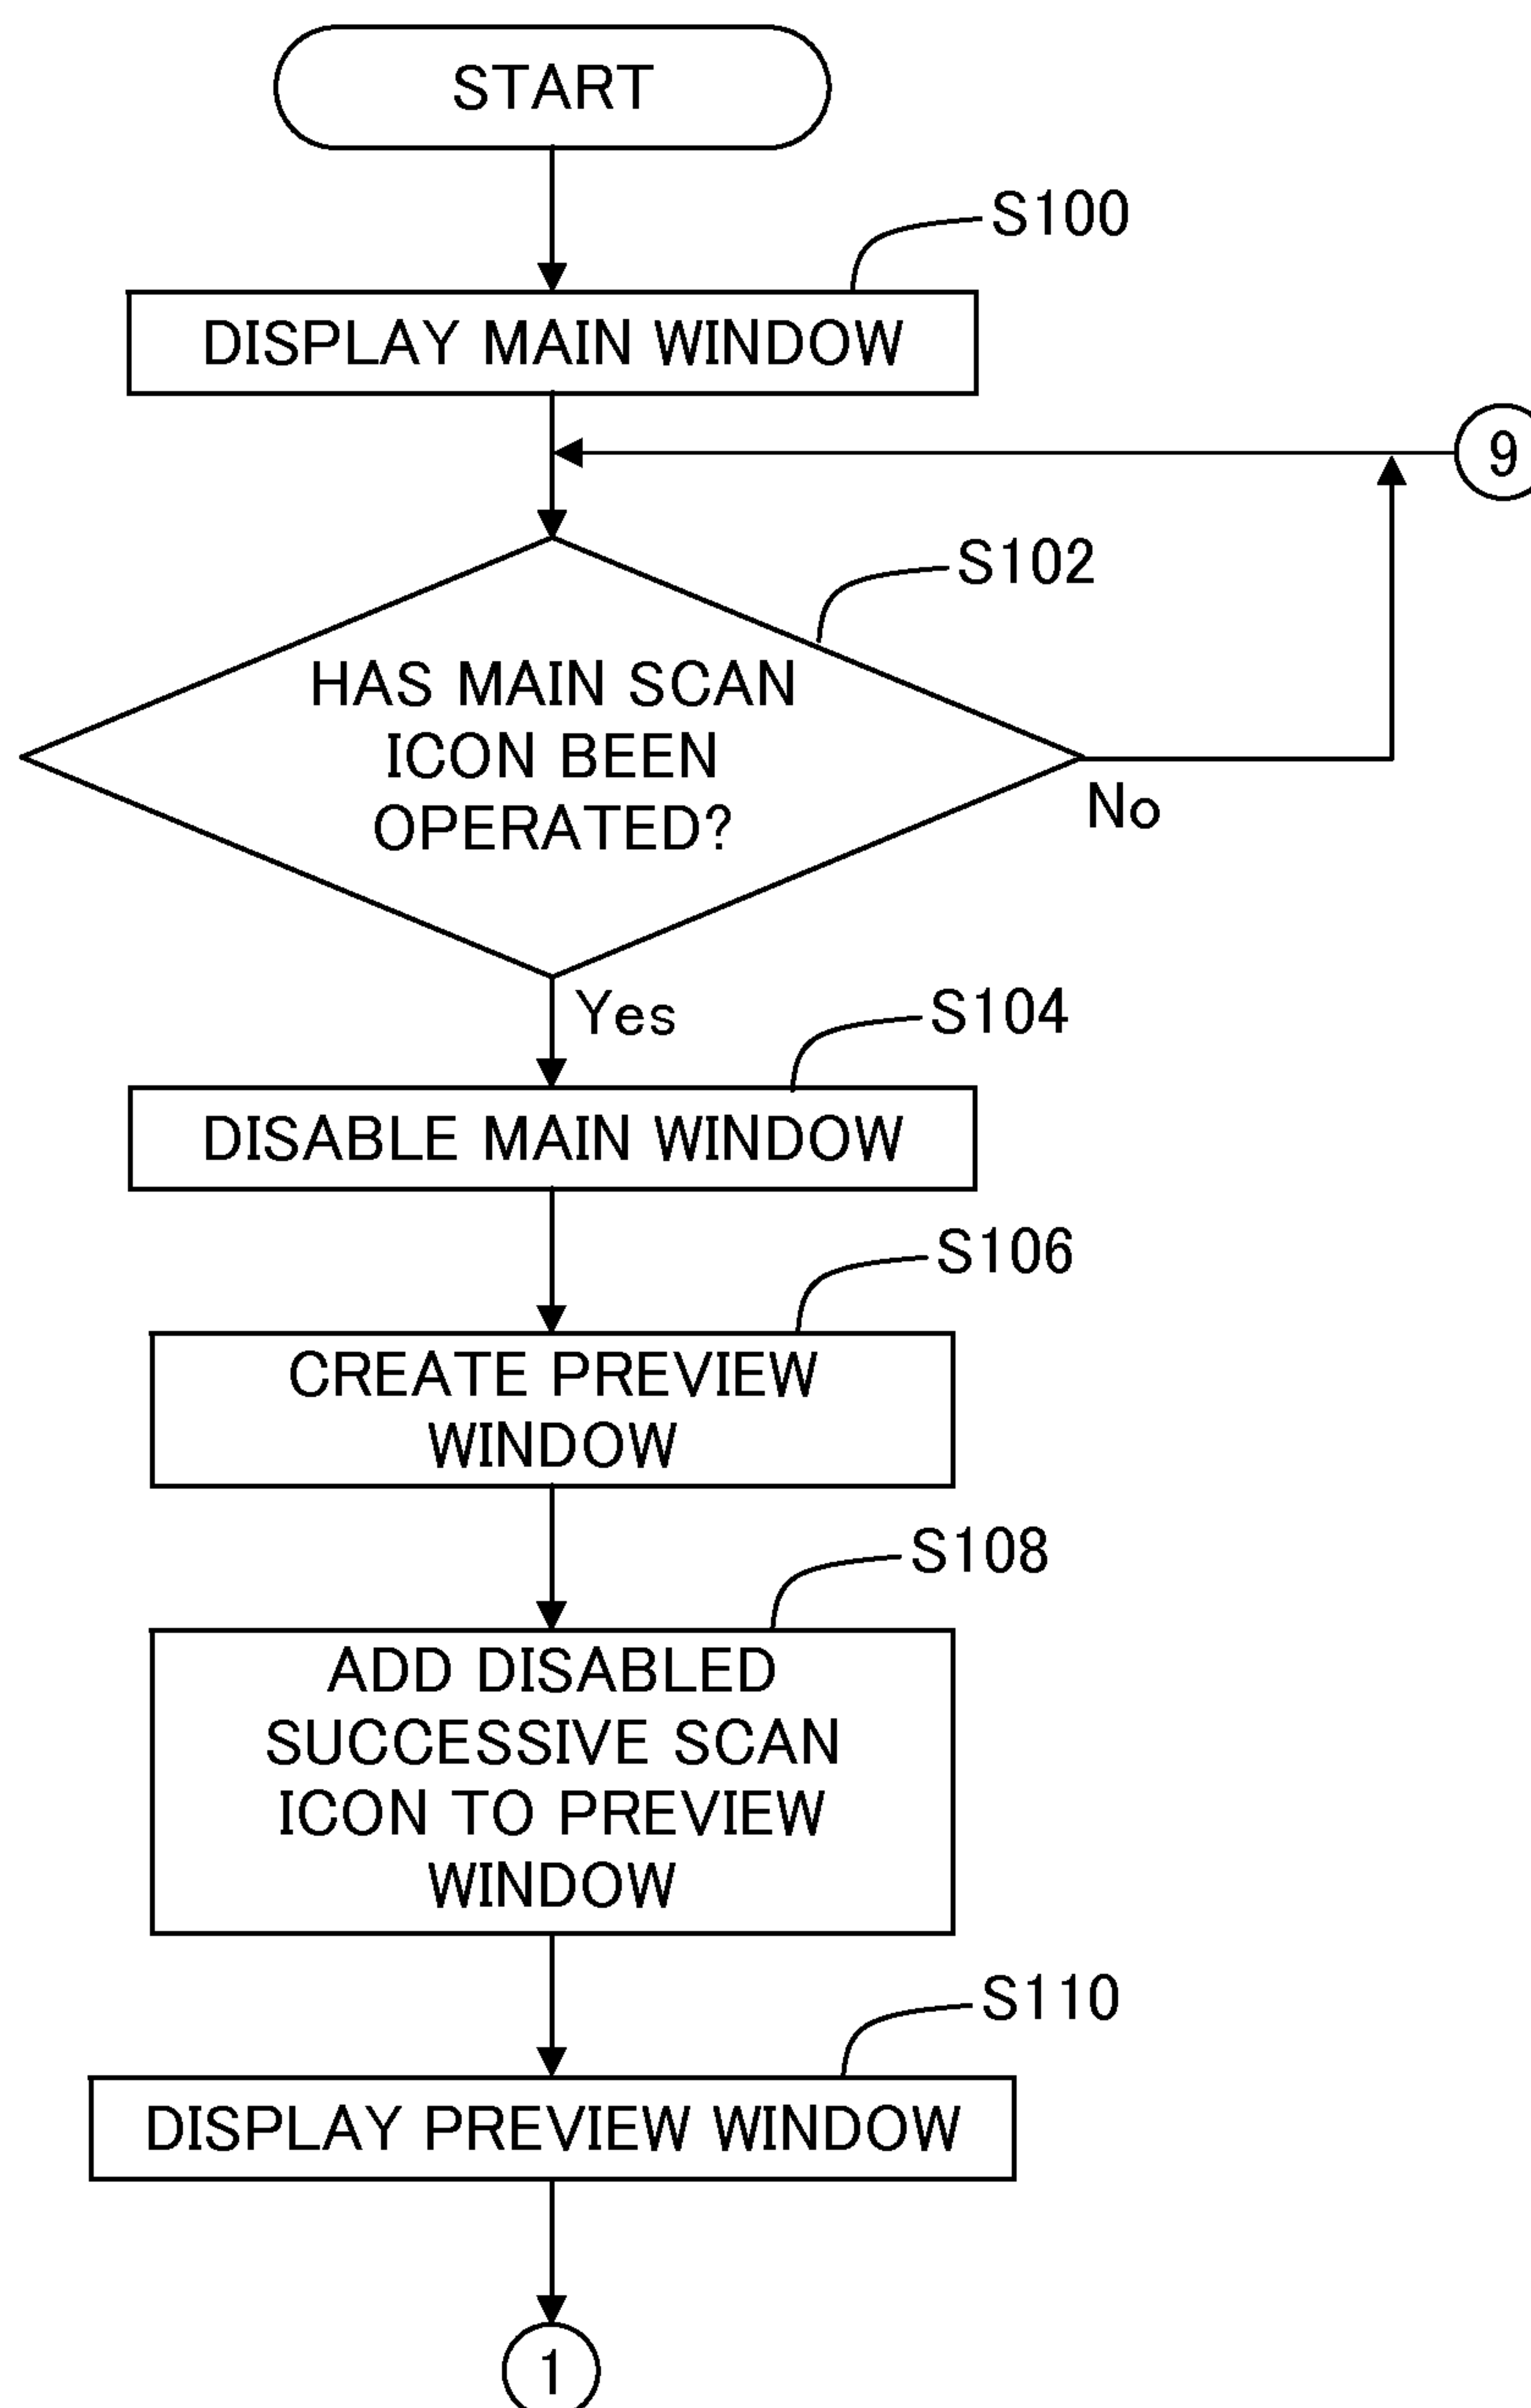 START
S100
DISPLAY MAIN WINDOW
9
S102
HAS MAIN SCAN
ICON BEEN
OPERATED?
No
Yes
S104
DISABLE MAIN WINDOW
S106
CREATE PREVIEW
WINDOW
S108
ADD DISABLED
SUCCESSIVE SCAN
ICON TO PREVIEW
WINDOW
S110
DISPLAY PREVIEW WINDOW
1